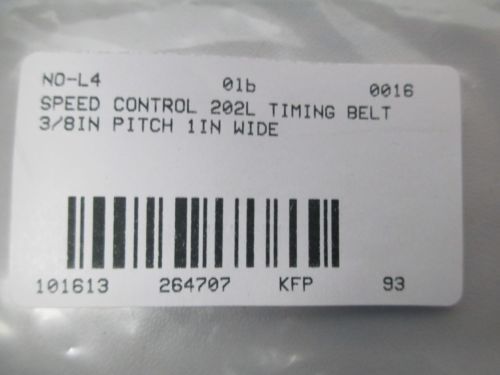 NO-L4 01b 0016
SPEED CONTROL 202L TIMING BELT
3/8IN PITCH 1IN WIDE
101613 264707 KFP 93